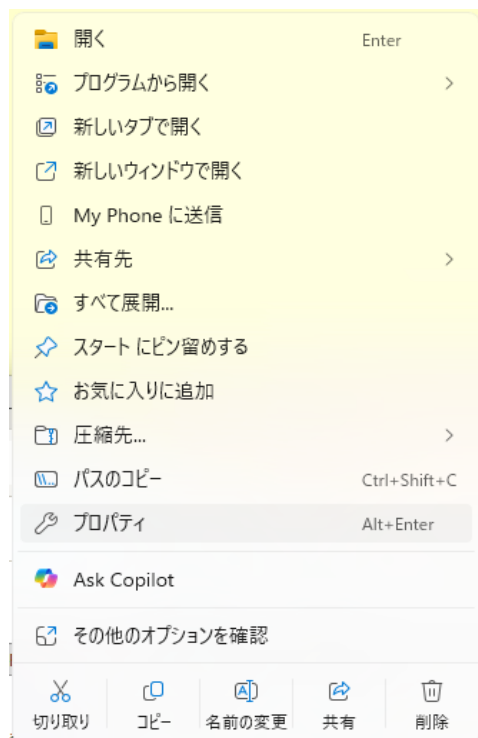 開く Enter
プログラムから開く
新しいタブで開く
新しいウィンドウで開く
My Phone に送信
共有先
すべて展開...
スタート にピン留めする
お気に入りに追加
圧縮先...
パスのコピー Ctrl+Shift+C
プロパティ Alt+Enter
Ask Copilot
その他のオプションを確認
切り取り コピー 名前の変更 共有 削除